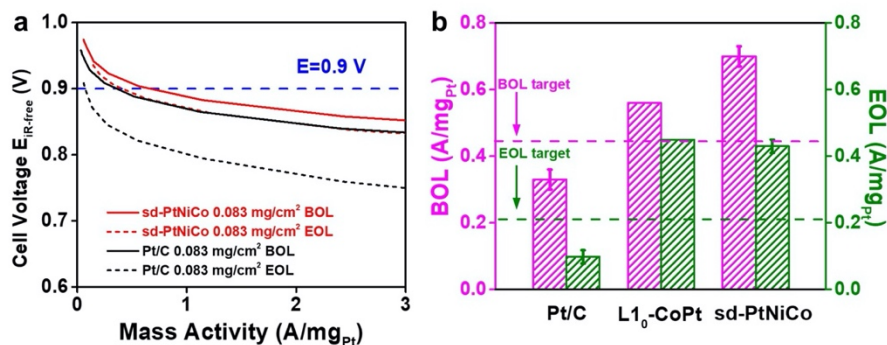 a
Cell Voltage E_iR-free (V)
1.0
0.9
0.8
0.7
0.6
E=0.9 V
sd-PtNiCo 0.083 mg/cm² BOL
sd-PtNiCo 0.083 mg/cm² EOL
Pt/C 0.083 mg/cm² BOL
Pt/C 0.083 mg/cm² EOL
0 1 2 3
Mass Activity (A/mg_Pt)
b
BOL (A/mg_Pt)
0.8
0.6
0.4
0.2
0.0
BOL target
EOL target
Pt/C L1₀-CoPt sd-PtNiCo
0.8
0.6
0.4
0.2
0.0
EOL (A/mg_Pt)